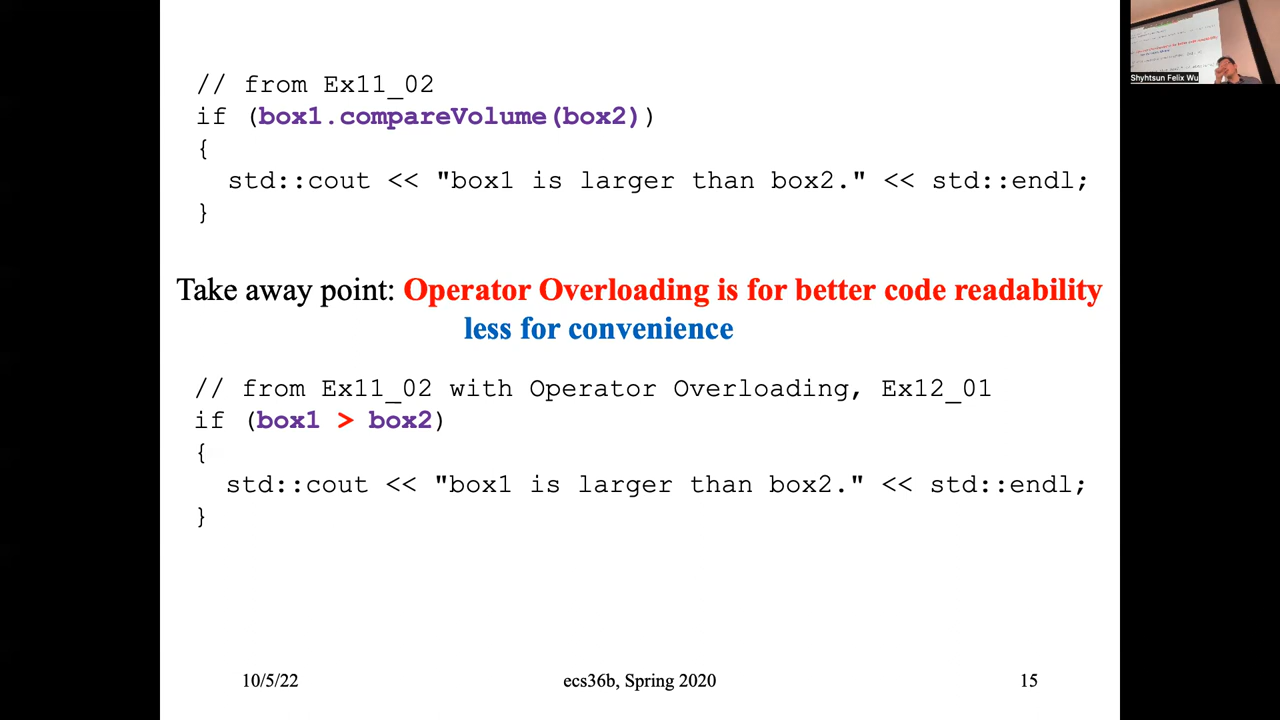 // from Ex11_02
if (box1.compareVolume(box2))
{
std::cout << "box1 is larger than box2." << std::endl;
}
Take away point: Operator Overloading is for better code readability
less for convenience
// from Ex11_02 with Operator Overloading, Ex12_01
if (box1 > box2)
{
std::cout << "box1 is larger than box2." << std::endl;
}
10/5/22 ecs36b, Spring 2020 15
Shyhtsun Felix Wu